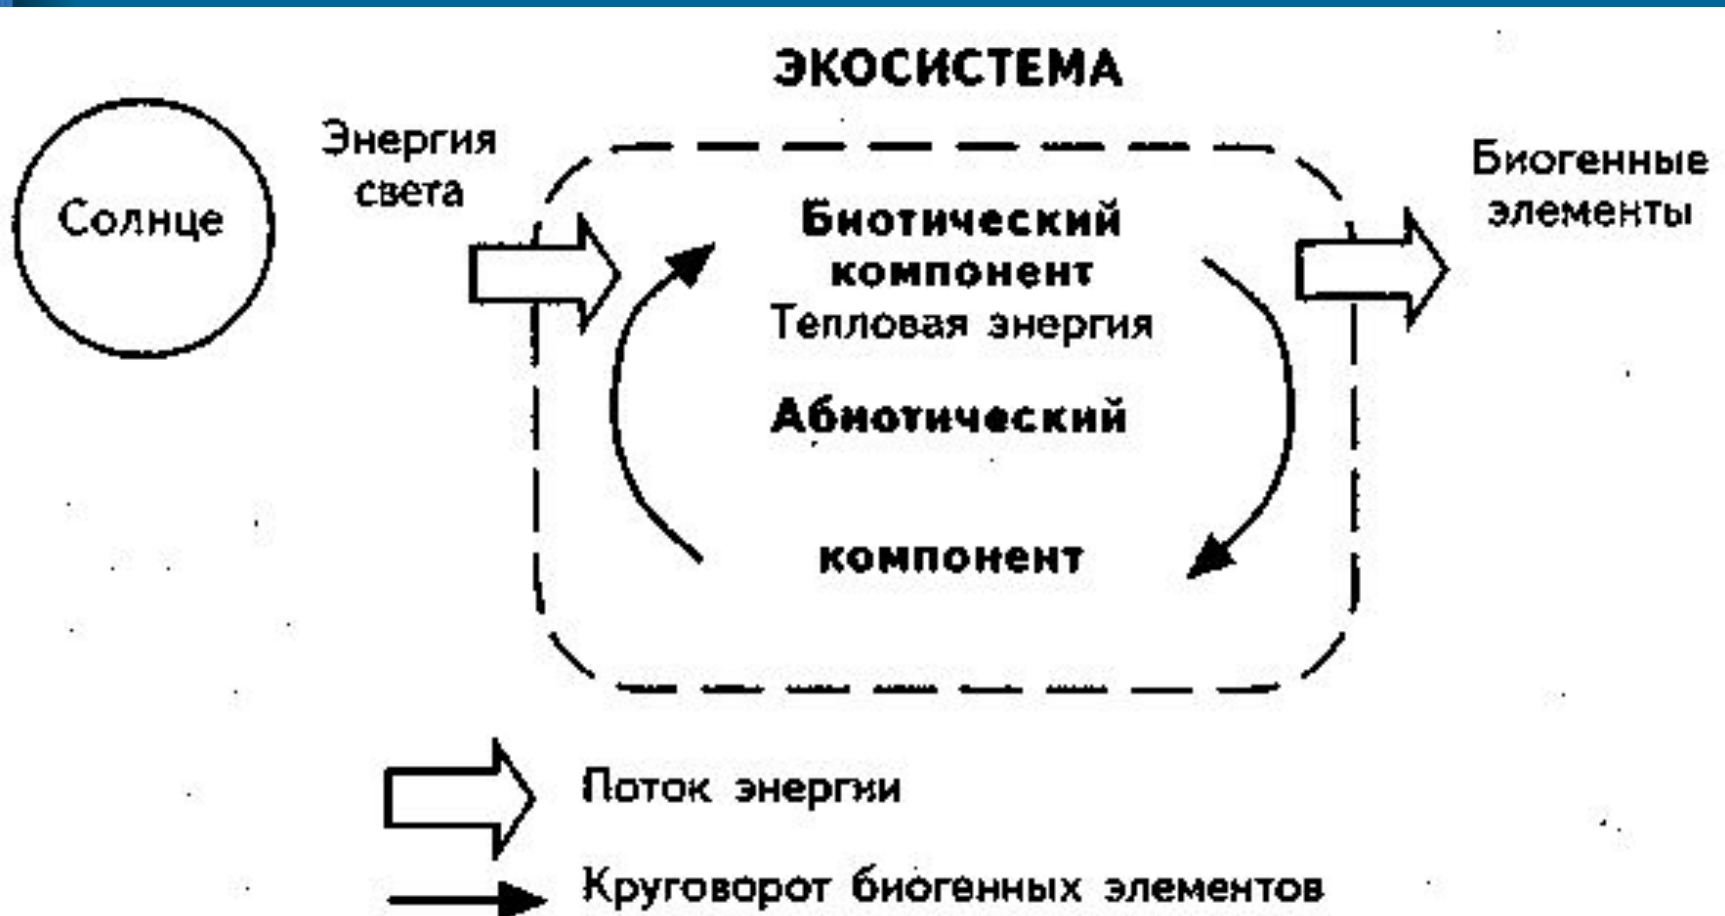 ЭКОСИСТЕМА
Солнце
Энергия
света
Биотический
компонент
Тепловая энергия
Абиотический
компонент
Биогенные
элементы
Поток энергии
Круговорот биогенных элементов